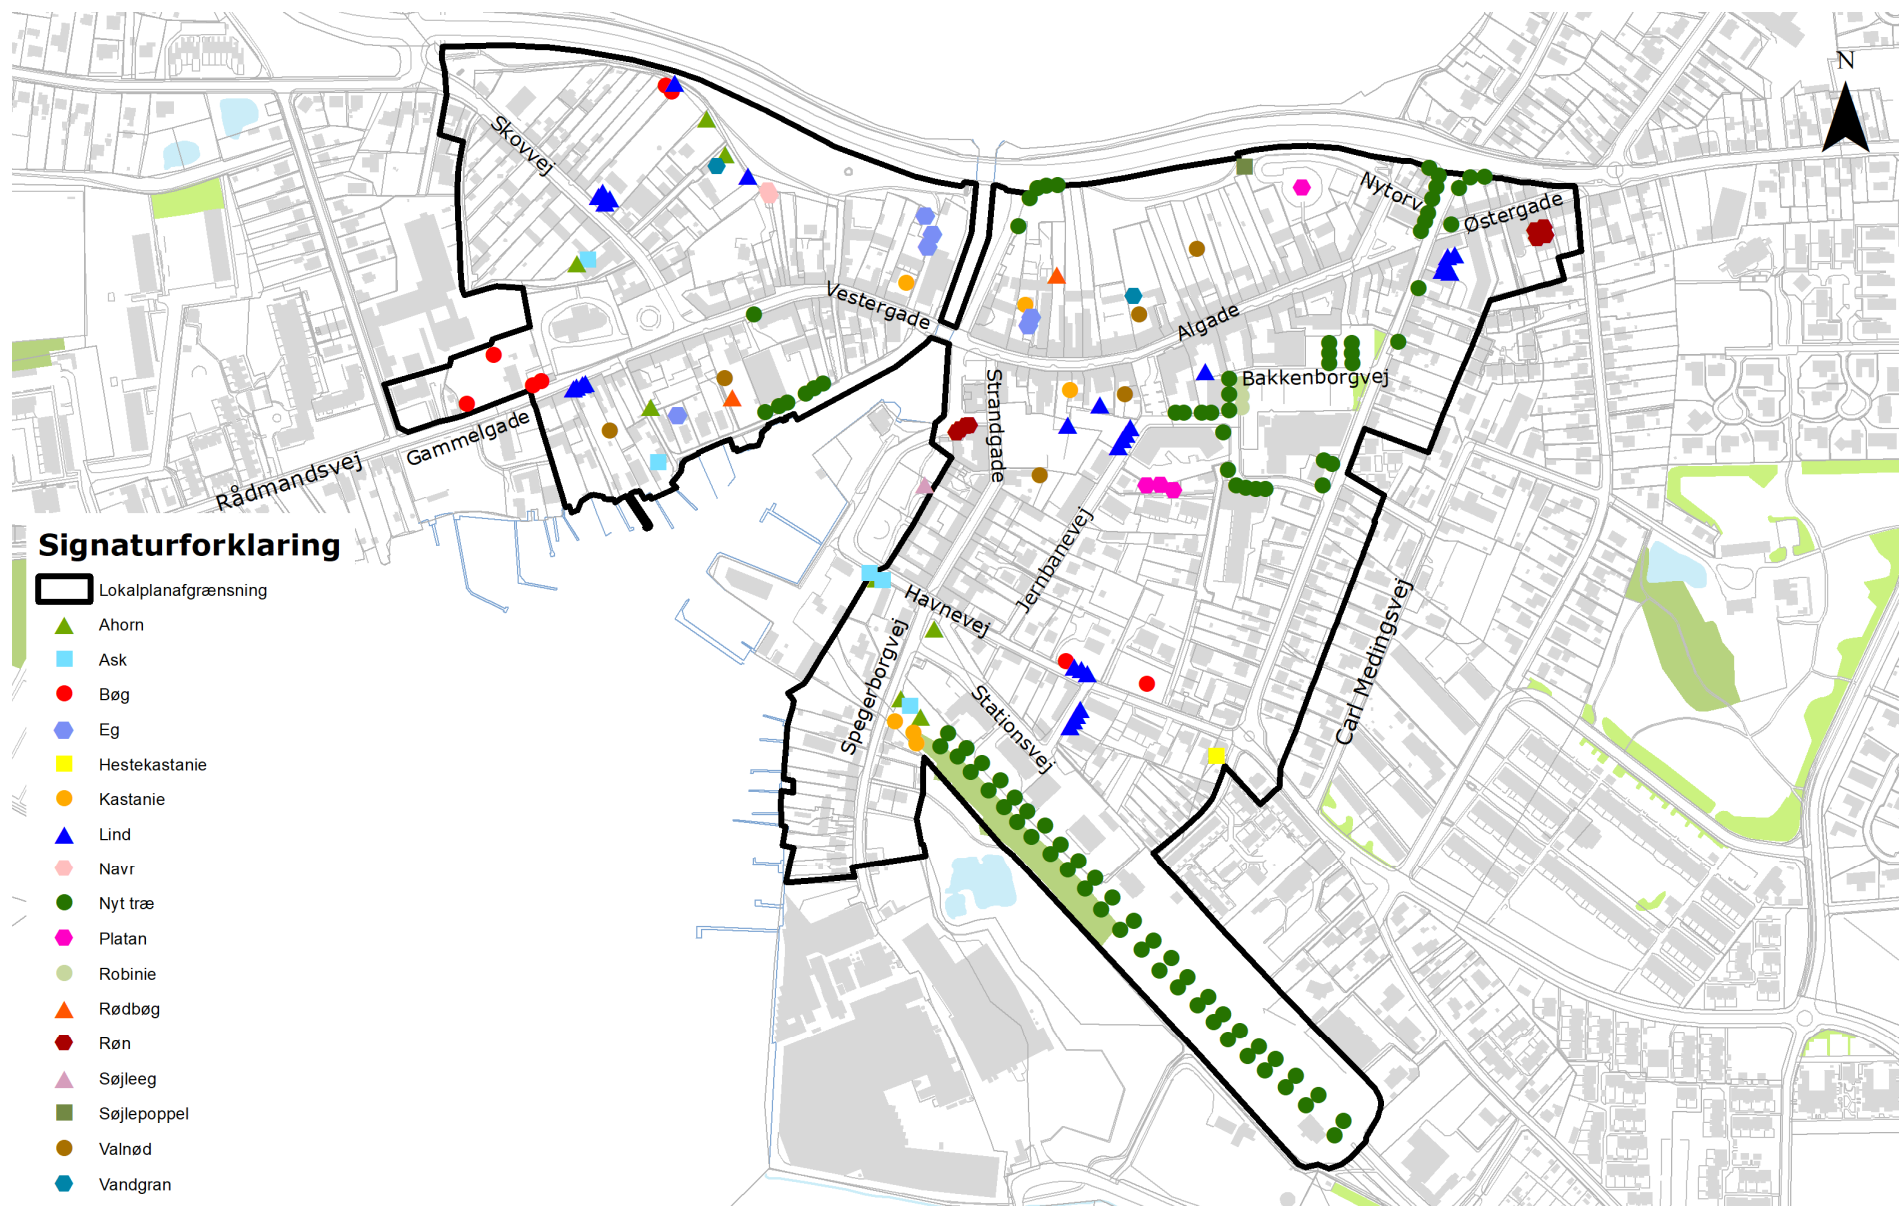 N
Skovvej
Nytorv
Østergade
Vestergade
Algade
Bakkenborgvej
Strandgade
Gammelgade
Rådmandsvej
Jernbanevej
Havnevej
Carl Medingsvej
Spegerborgvej
Stationsvej
Signaturforklaring
Lokalplanafgrænsning
Ahorn
Ask
Bøg
Eg
Hestekastanie
Kastanie
Lind
Navr
Nyt træ
Platan
Robinie
Rødbøg
Røn
Søjleeg
Søjlepoppel
Valnød
Vandgran